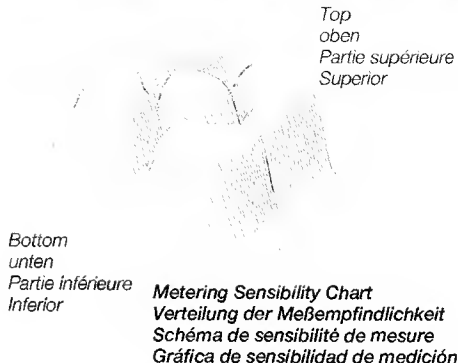 Top
oben
Partie supérieure
Superior
Bottom
unten
Partie inférieure
Inferior
Metering Sensibility Chart
Verteilung der Meßempfindlichkeit
Schéma de sensibilité de mesure
Gráfica de sensibilidad de medición